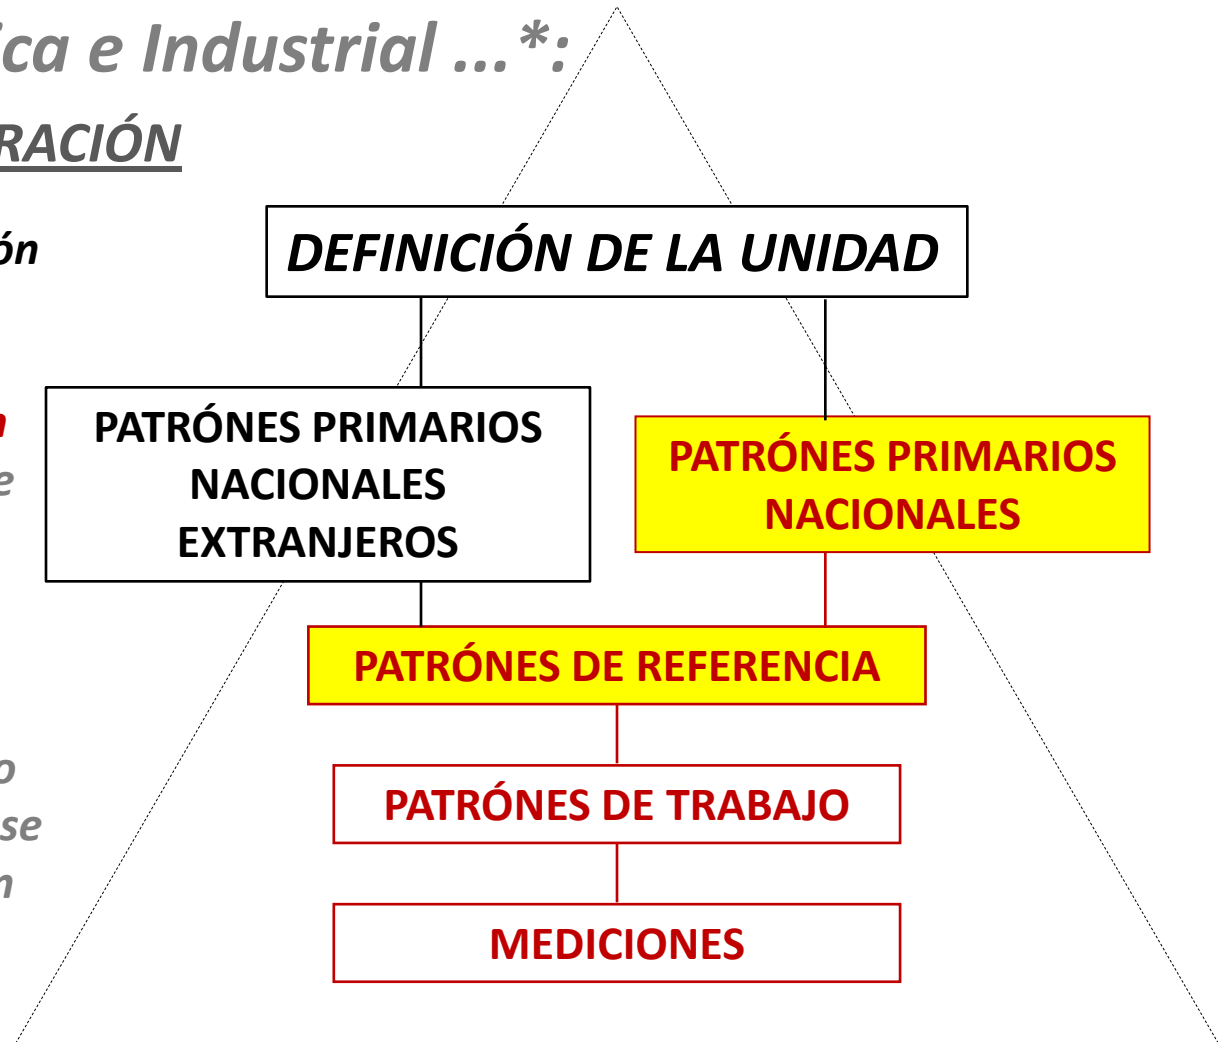 ca e Industrial ...*:
RACIÓN
ón
DEFINICIÓN DE LA UNIDAD
e
PATRÓNES PRIMARIOS
NACIONALES
EXTRANJEROS
PATRÓNES PRIMARIOS
NACIONALES
PATRÓNES DE REFERENCIA
o
se
PATRÓNES DE TRABAJO
MEDICIONES